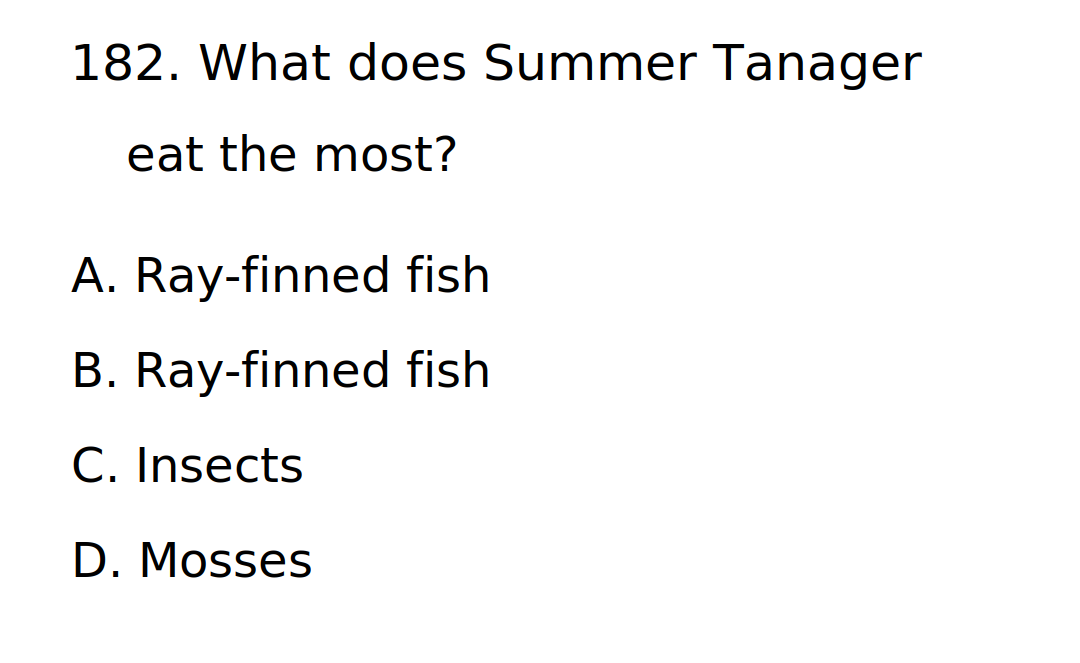 182. What does Summer Tanager
eat the most?
A. Ray-finned fish
B. Ray-finned fish
C. Insects
D. Mosses